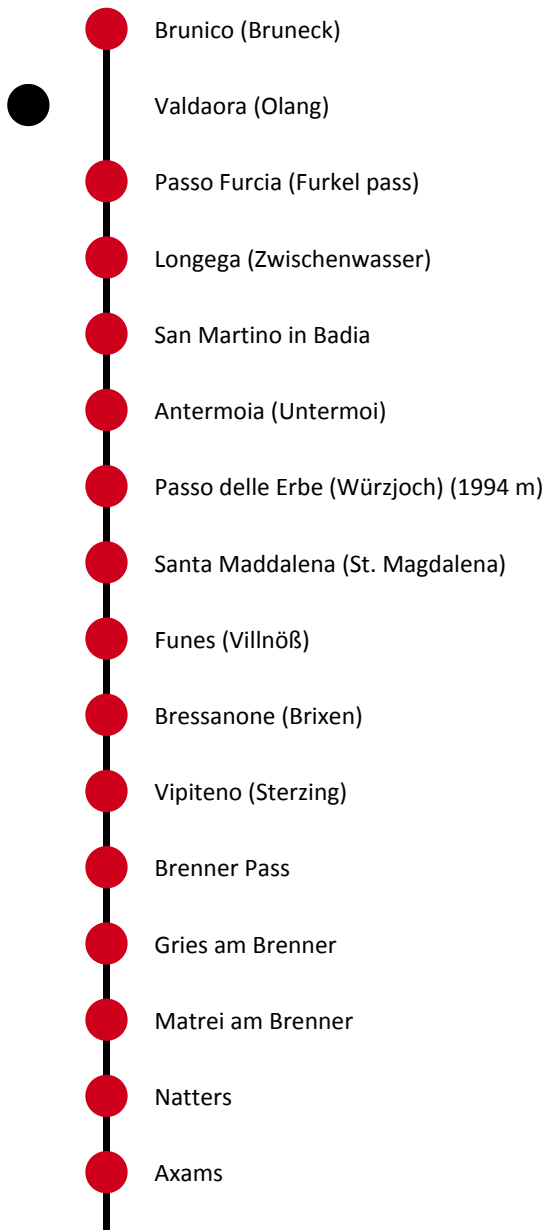 Brunico (Bruneck)
Valdaora (Olang)
Passo Furcia (Furkel pass)
Longega (Zwischenwasser)
San Martino in Badia
Antermoia (Untermoi)
Passo delle Erbe (Würzjoch) (1994 m)
Santa Maddalena (St. Magdalena)
Funes (Villnöß)
Bressanone (Brixen)
Vipiteno (Sterzing)
Brenner Pass
Gries am Brenner
Matrei am Brenner
Natters
Axams